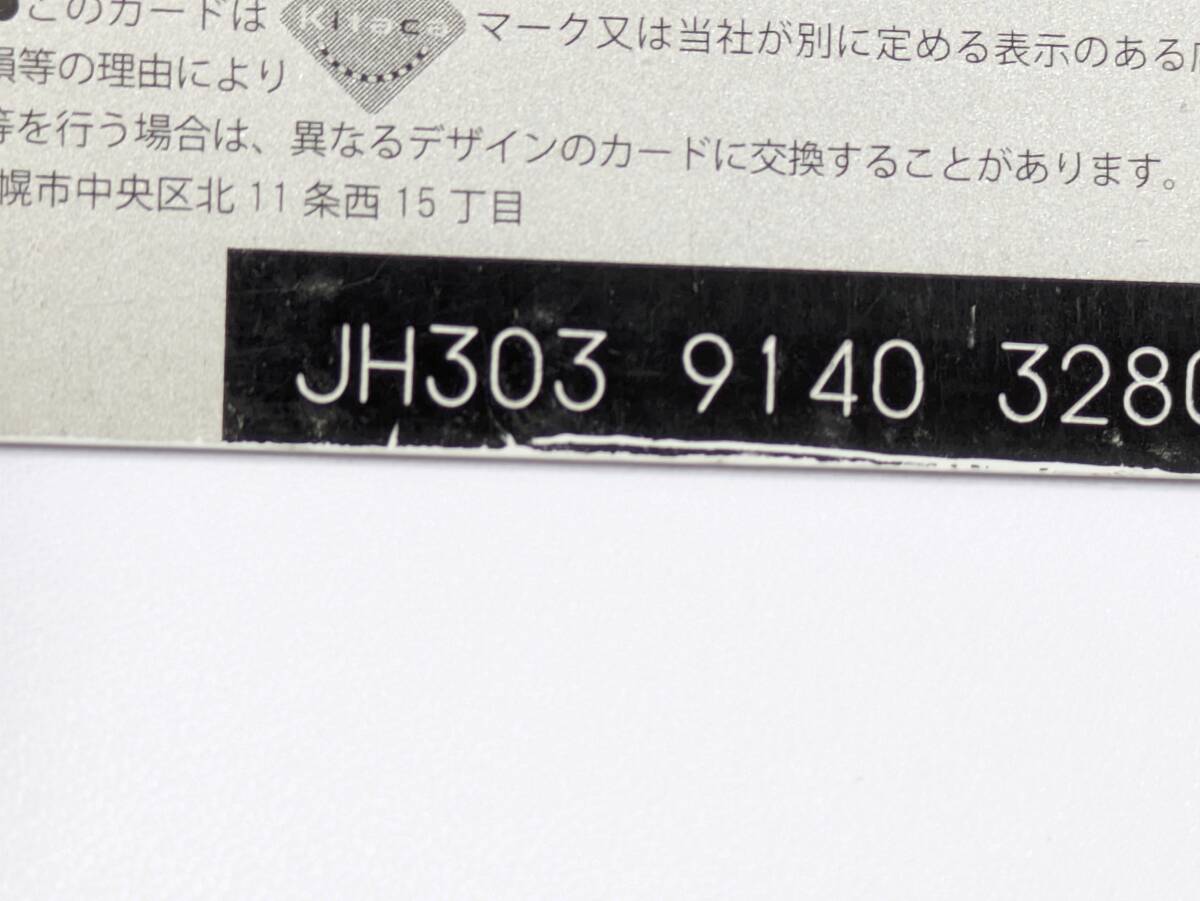 ●このカードは Kitaca マーク又は当社が別に定める表示のある
損等の理由により
等を行う場合は、異なるデザインのカードに交換することがあります。
幌市中央区北 11 条西 15 丁目
JH303 9140 3280